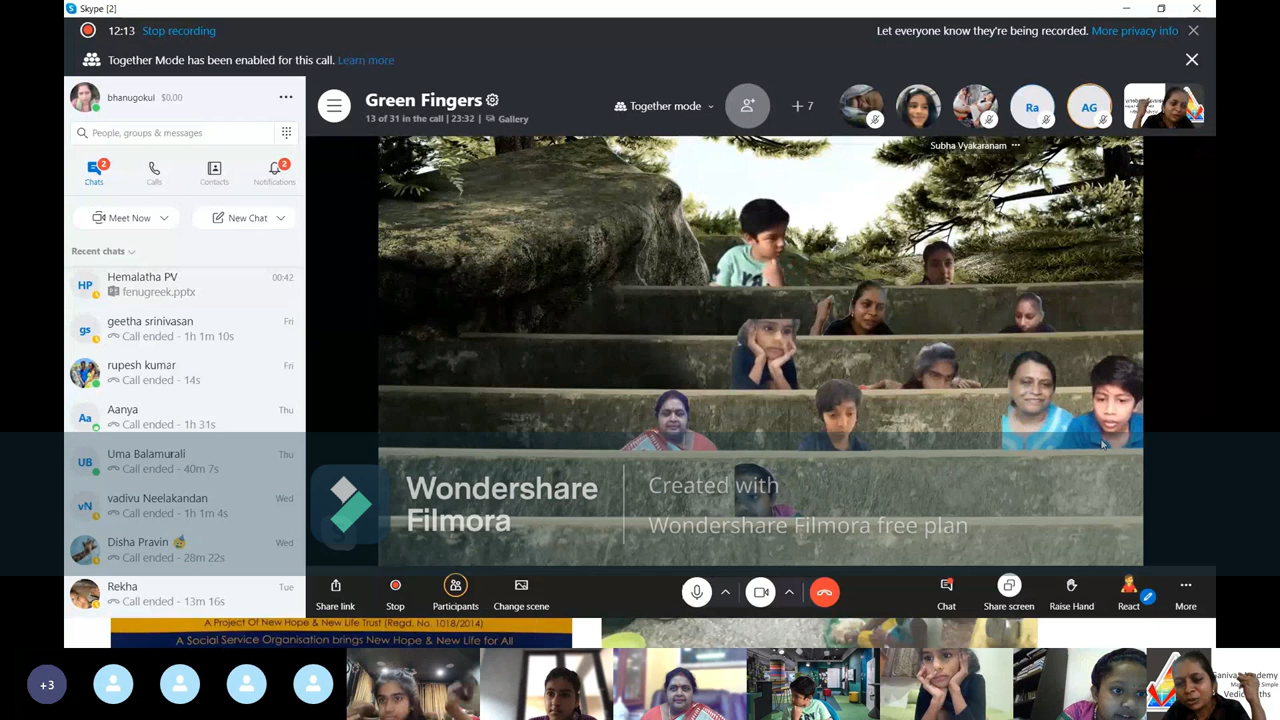 Skype [2]
12:13 Stop recording
Let everyone know they're being recorded. More privacy info
Together Mode has been enabled for this call. Learn more
bhanugokul $0.00
People, groups & messages
2
2
Chats Calls Contacts Notifications
Meet Now New Chat
Recent chats
HP Hemalatha PV 00:42
fenugreek.pptx
gs geetha srinivasan Fri
Call ended - 1h 1m 10s
rupesh kumar Fri
Call ended - 14s
Aa Aanya Thu
Call ended - 1h 31s
UB Uma Balamurali Thu
Call ended - 40m 7s
vN vadivu Neelakandan Wed
Call ended - 1h 1m 4s
Disha Pravin Wed
Call ended - 28m 22s
Rekha Tue
Call ended - 13m 16s
Green Fingers
13 of 31 in the call | 23:32 | Gallery
Together mode
+ 7
Ra
AG
Subha Vyakaranam
Wondershare
Filmora
Created with
Wondershare Filmora free plan
Share link Stop Participants Change scene
Chat Share screen Raise Hand React More
A Project Of New Hope & New Life Trust (Regd. No. 1018/2014)
A Social Service Organisation brings New Hope & New Life for All
+3